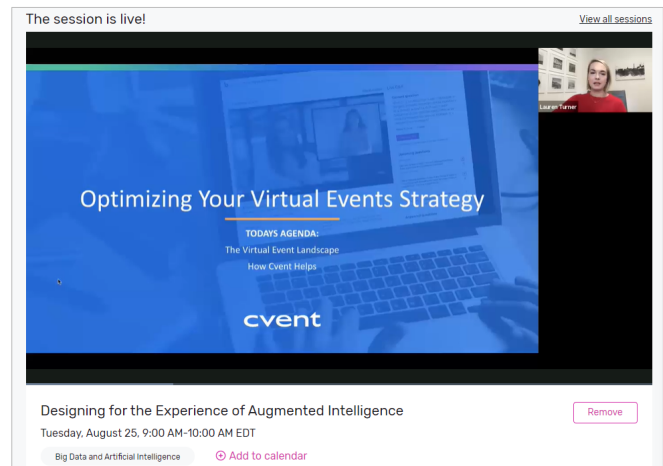 The session is live!
View all sessions
Lauren Turner
Optimizing Your Virtual Events Strategy
TODAYS AGENDA:
The Virtual Event Landscape
How Cvent Helps
cvent
Designing for the Experience of Augmented Intelligence
Remove
Tuesday, August 25, 9:00 AM-10:00 AM EDT
Big Data and Artificial Intelligence
Add to calendar